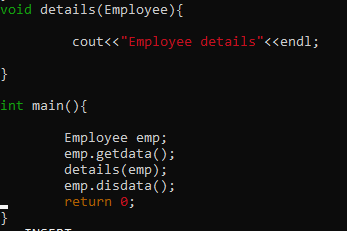 void details(Employee){
cout<<"Employee details"<<endl;
}
int main(){
Employee emp;
emp.getdata();
details(emp);
emp.disdata();
return 0;
}